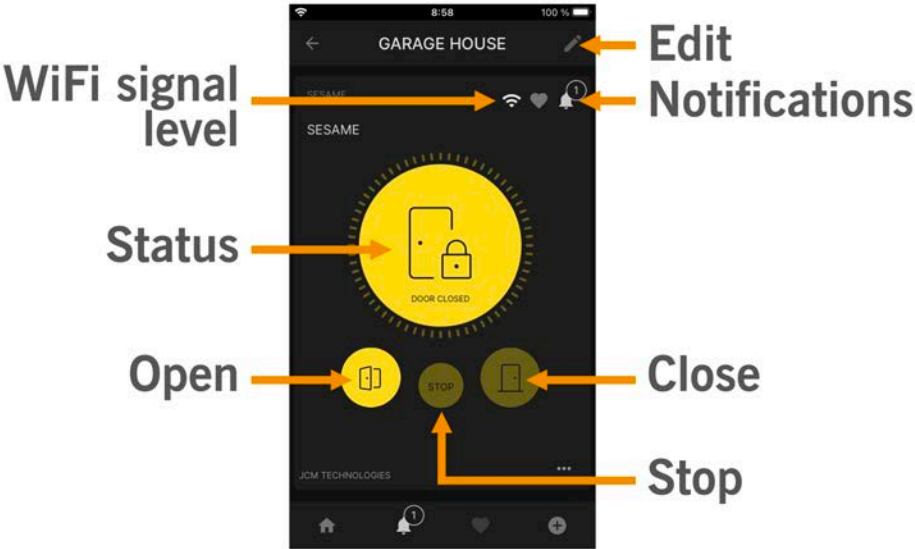 8:58
100 %
GARAGE HOUSE
Edit
WiFi signal
level
SESAME
1
Notifications
SESAME
Status
DOOR CLOSED
Open
STOP
Close
JCM TECHNOLOGIES
Stop
1